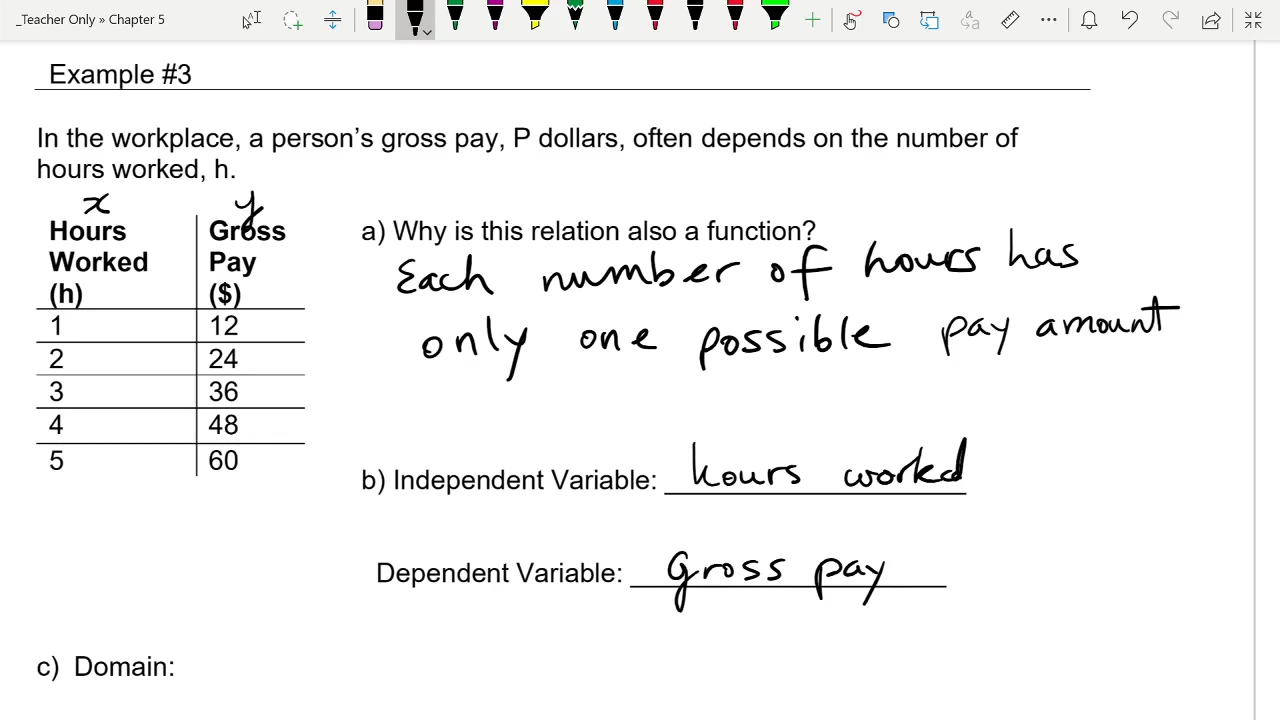 _Teacher Only » Chapter 5
Example #3
In the workplace, a person's gross pay, P dollars, often depends on the number of
hours worked, h.
x y
Hours Worked (h) Gross Pay ($)
1 12
2 24
3 36
4 48
5 60
a) Why is this relation also a function?
Each number of hours has
only one possible pay amount
b) Independent Variable: hours worked
Dependent Variable: Gross pay
c) Domain: